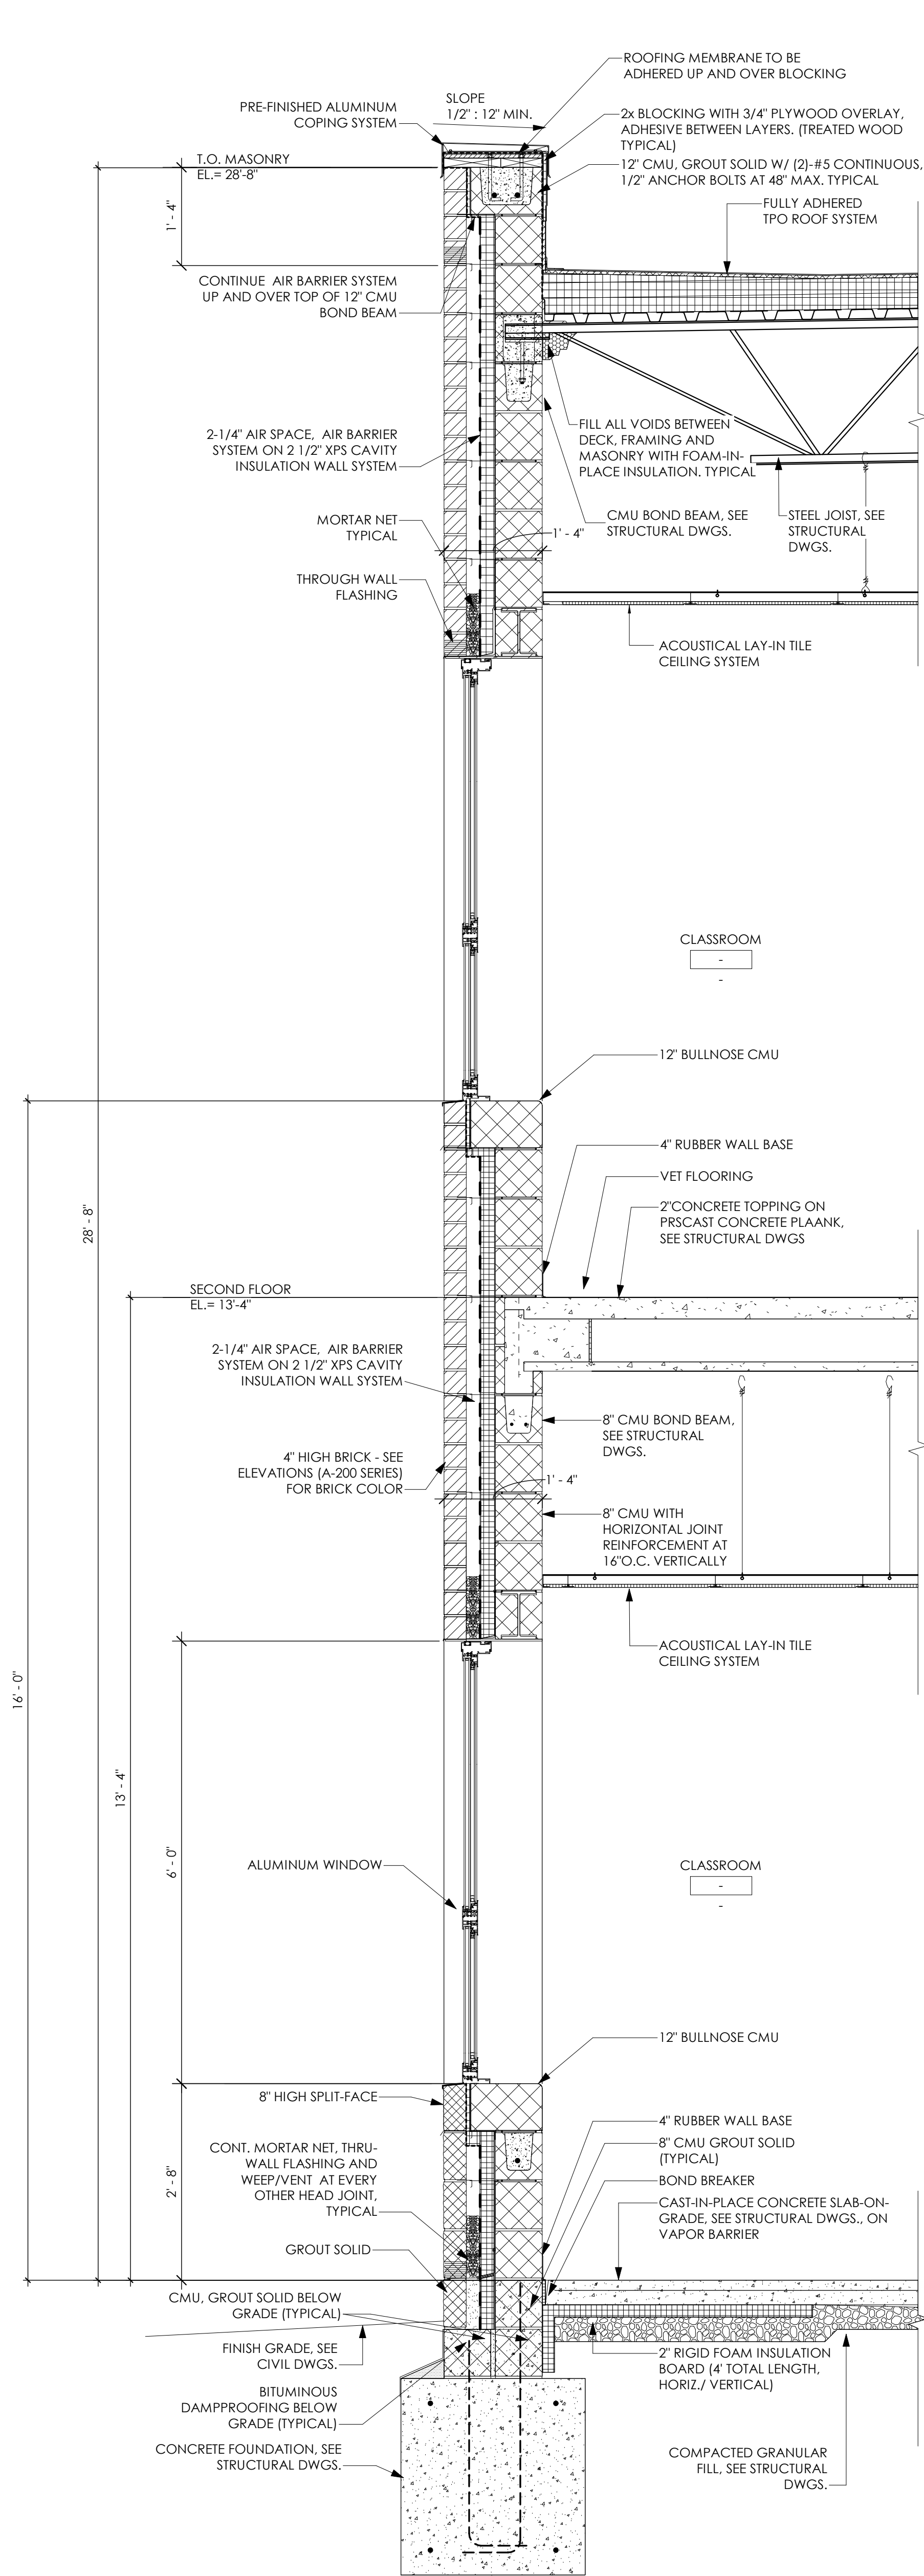 ROOFING MEMBRANE TO BE
ADHERED UP AND OVER BLOCKING
SLOPE
1/2" : 12" MIN.
PRE-FINISHED ALUMINUM
COPING SYSTEM
2x BLOCKING WITH 3/4" PLYWOOD OVERLAY,
ADHESIVE BETWEEN LAYERS. (TREATED WOOD
TYPICAL)
T.O. MASONRY
EL.= 28'-8"
12" CMU, GROUT SOLID W/ (2)-#5 CONTINUOUS,
1/2" ANCHOR BOLTS AT 48" MAX. TYPICAL
1' - 4"
FULLY ADHERED
TPO ROOF SYSTEM
CONTINUE AIR BARRIER SYSTEM
UP AND OVER TOP OF 12" CMU
BOND BEAM
2-1/4" AIR SPACE, AIR BARRIER
SYSTEM ON 2 1/2" XPS CAVITY
INSULATION WALL SYSTEM
FILL ALL VOIDS BETWEEN
DECK, FRAMING AND
MASONRY WITH FOAM-IN-
PLACE INSULATION. TYPICAL
MORTAR NET
TYPICAL
CMU BOND BEAM, SEE
STRUCTURAL DWGS.
STEEL JOIST, SEE
STRUCTURAL
DWGS.
1' - 4"
THROUGH WALL
FLASHING
ACOUSTICAL LAY-IN TILE
CEILING SYSTEM
CLASSROOM
-
-
12" BULLNOSE CMU
4" RUBBER WALL BASE
VET FLOORING
2"CONCRETE TOPPING ON
PRSCAST CONCRETE PLAANK,
SEE STRUCTURAL DWGS
28' - 8"
SECOND FLOOR
EL.= 13'-4"
2-1/4" AIR SPACE, AIR BARRIER
SYSTEM ON 2 1/2" XPS CAVITY
INSULATION WALL SYSTEM
8" CMU BOND BEAM,
SEE STRUCTURAL
DWGS.
4" HIGH BRICK - SEE
ELEVATIONS (A-200 SERIES)
FOR BRICK COLOR
1' - 4"
8" CMU WITH
HORIZONTAL JOINT
REINFORCEMENT AT
16"O.C. VERTICALLY
ACOUSTICAL LAY-IN TILE
CEILING SYSTEM
16' - 0"
13' - 4"
6' - 0"
ALUMINUM WINDOW
CLASSROOM
-
-
12" BULLNOSE CMU
8" HIGH SPLIT-FACE
4" RUBBER WALL BASE
8" CMU GROUT SOLID
(TYPICAL)
BOND BREAKER
CONT. MORTAR NET, THRU-
WALL FLASHING AND
WEEP/VENT AT EVERY
OTHER HEAD JOINT,
TYPICAL
2' - 8"
CAST-IN-PLACE CONCRETE SLAB-ON-
GRADE, SEE STRUCTURAL DWGS., ON
VAPOR BARRIER
GROUT SOLID
CMU, GROUT SOLID BELOW
GRADE (TYPICAL)
FINISH GRADE, SEE
CIVIL DWGS.
2" RIGID FOAM INSULATION
BOARD (4' TOTAL LENGTH,
HORIZ./ VERTICAL)
BITUMINOUS
DAMPPROOFING BELOW
GRADE (TYPICAL)
CONCRETE FOUNDATION, SEE
STRUCTURAL DWGS.
COMPACTED GRANULAR
FILL, SEE STRUCTURAL
DWGS.